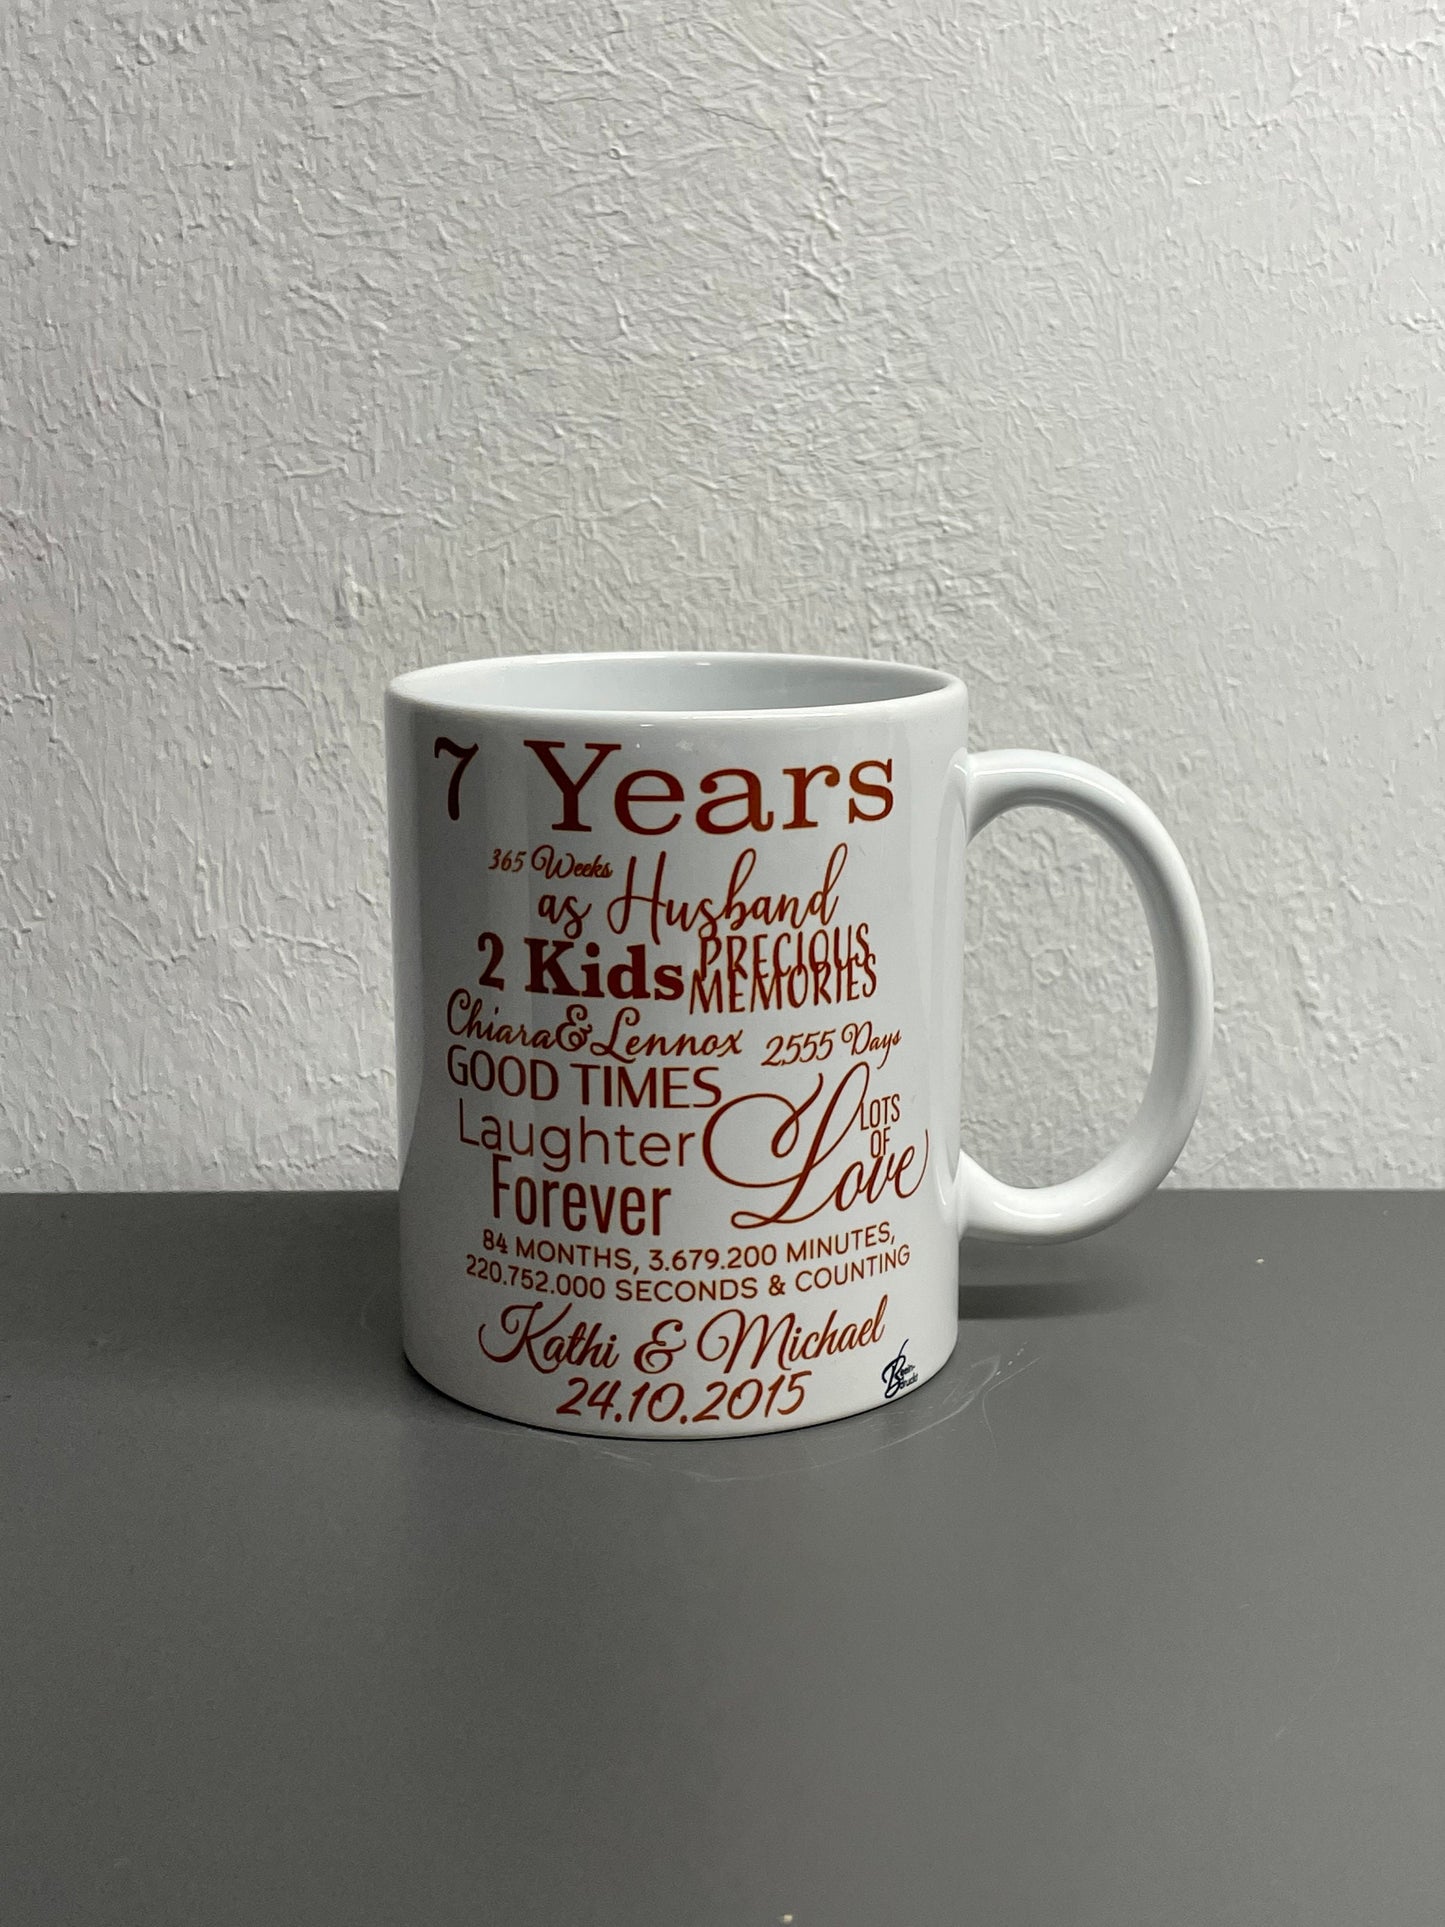 7 Years
365 Weeks
as Husband
2 Kids
PRECIOUS
MEMORIES
Chiara & Lennox
2555 Days
GOOD TIMES
Laughter
LOTS
OF
Love
Forever
84 MONTHS, 3.679.200 MINUTES,
220.752.000 SECONDS & COUNTING
Kathi & Michael
24.10.2015